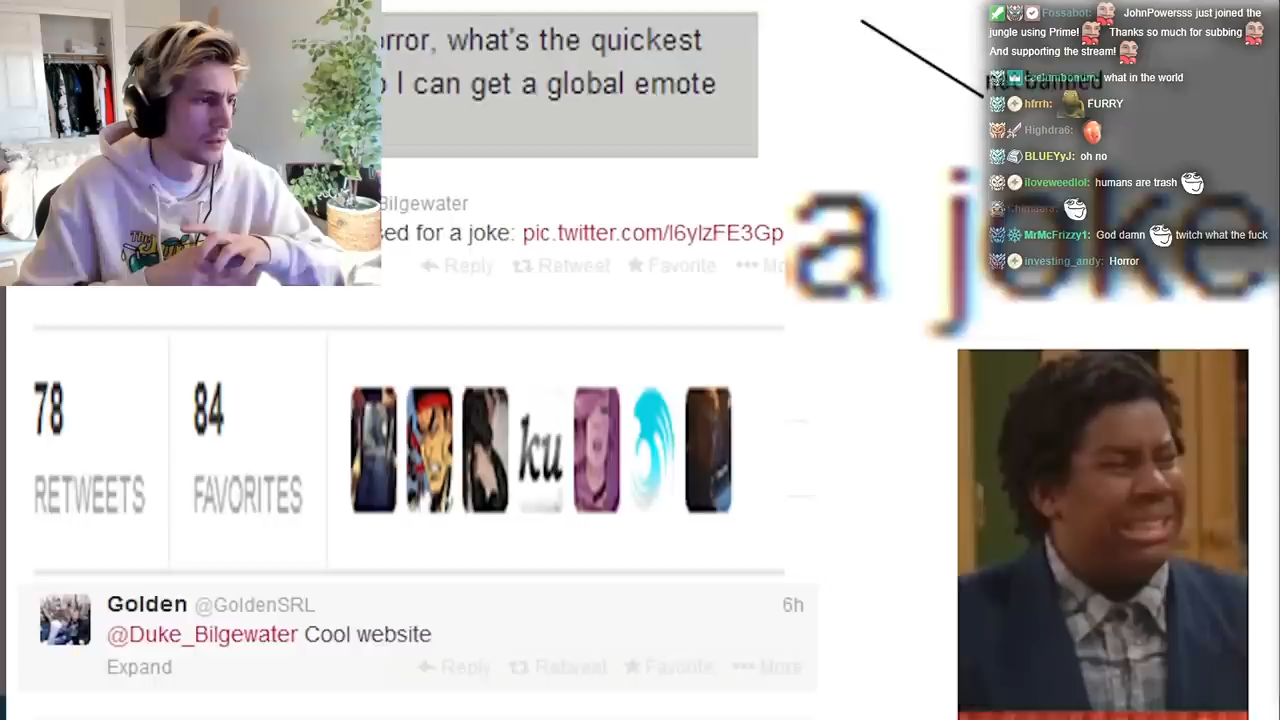 what's the quickest
I can get a global emote
Bilgewater
for a joke: pic.twitter.com/l6ylzFE3Gp
Reply Retweet Favorite
78
RETWEETS
84
FAVORITES
ku
Golden @GoldenSRL 6h
@Duke_Bilgewater Cool website
Expand Reply Retweet Favorite More
a joke
banned
Fossabot: JohnPowersss just joined the
jungle using Prime! Thanks so much for subbing
And supporting the stream!
what in the world
hfrrh: FURRY
Highdra6:
BLUEYyJ: oh no
iloveweedlol: humans are trash
MrMcFrizzy1: God damn twitch what the fuck
investing_andy: Horror